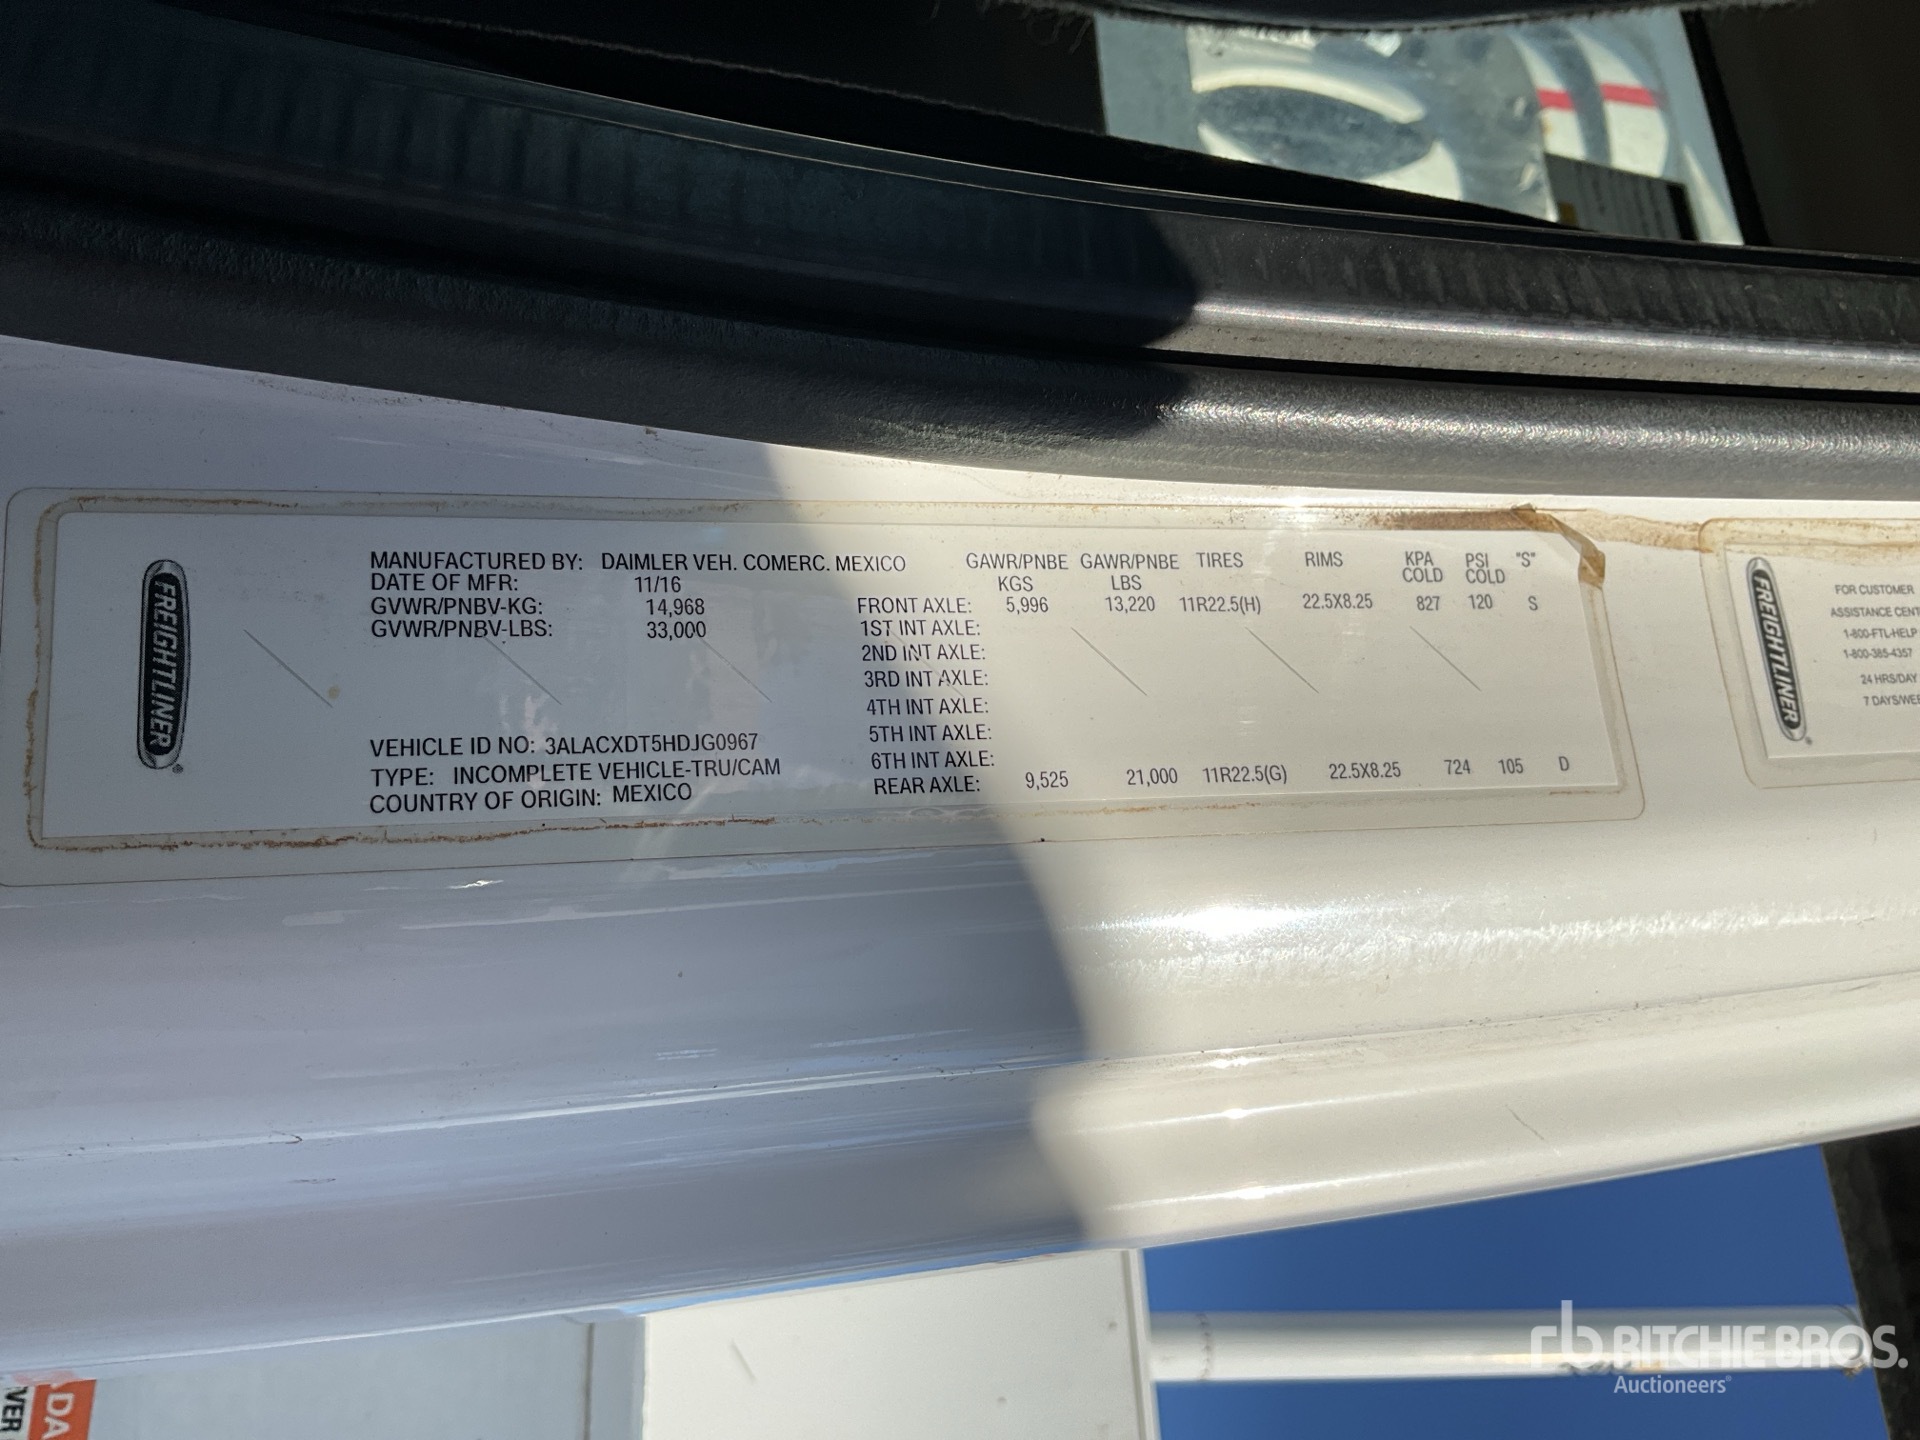 FREIGHTLINER
MANUFACTURED BY: DAIMLER VEH. COMERC. MEXICO
DATE OF MFR: 11/16
GVWR/PNBV-KG: 14,968
GVWR/PNBV-LBS: 33,000
VEHICLE ID NO: 3ALACXDT5HDJG0967
TYPE: INCOMPLETE VEHICLE-TRU/CAM
COUNTRY OF ORIGIN: MEXICO
GAWR/PNBE KGS GAWR/PNBE LBS TIRES RIMS KPA COLD PSI COLD "S"
FRONT AXLE: 5,996 13,220 11R22.5(H) 22.5X8.25 827 120 S
1ST INT AXLE:
2ND INT AXLE:
3RD INT AXLE:
4TH INT AXLE:
5TH INT AXLE:
6TH INT AXLE:
REAR AXLE: 9,525 21,000 11R22.5(G) 22.5X8.25 724 105 D
FREIGHTLINER
FOR CUSTOMER
ASSISTANCE CENT
1-800-FTL-HELP
1-800-385-4357
24 HRS/DAY
7 DAYS/WEE
DA
VER
rb RITCHIE BROS.
Auctioneers